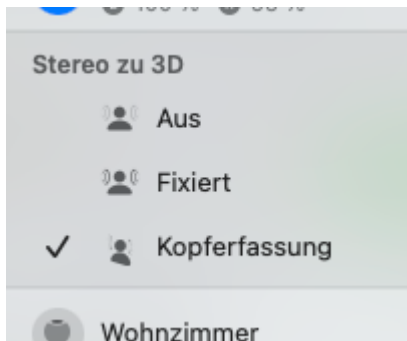 Stereo zu 3D
Aus
Fixiert
Kopferfassung
Wohnzimmer